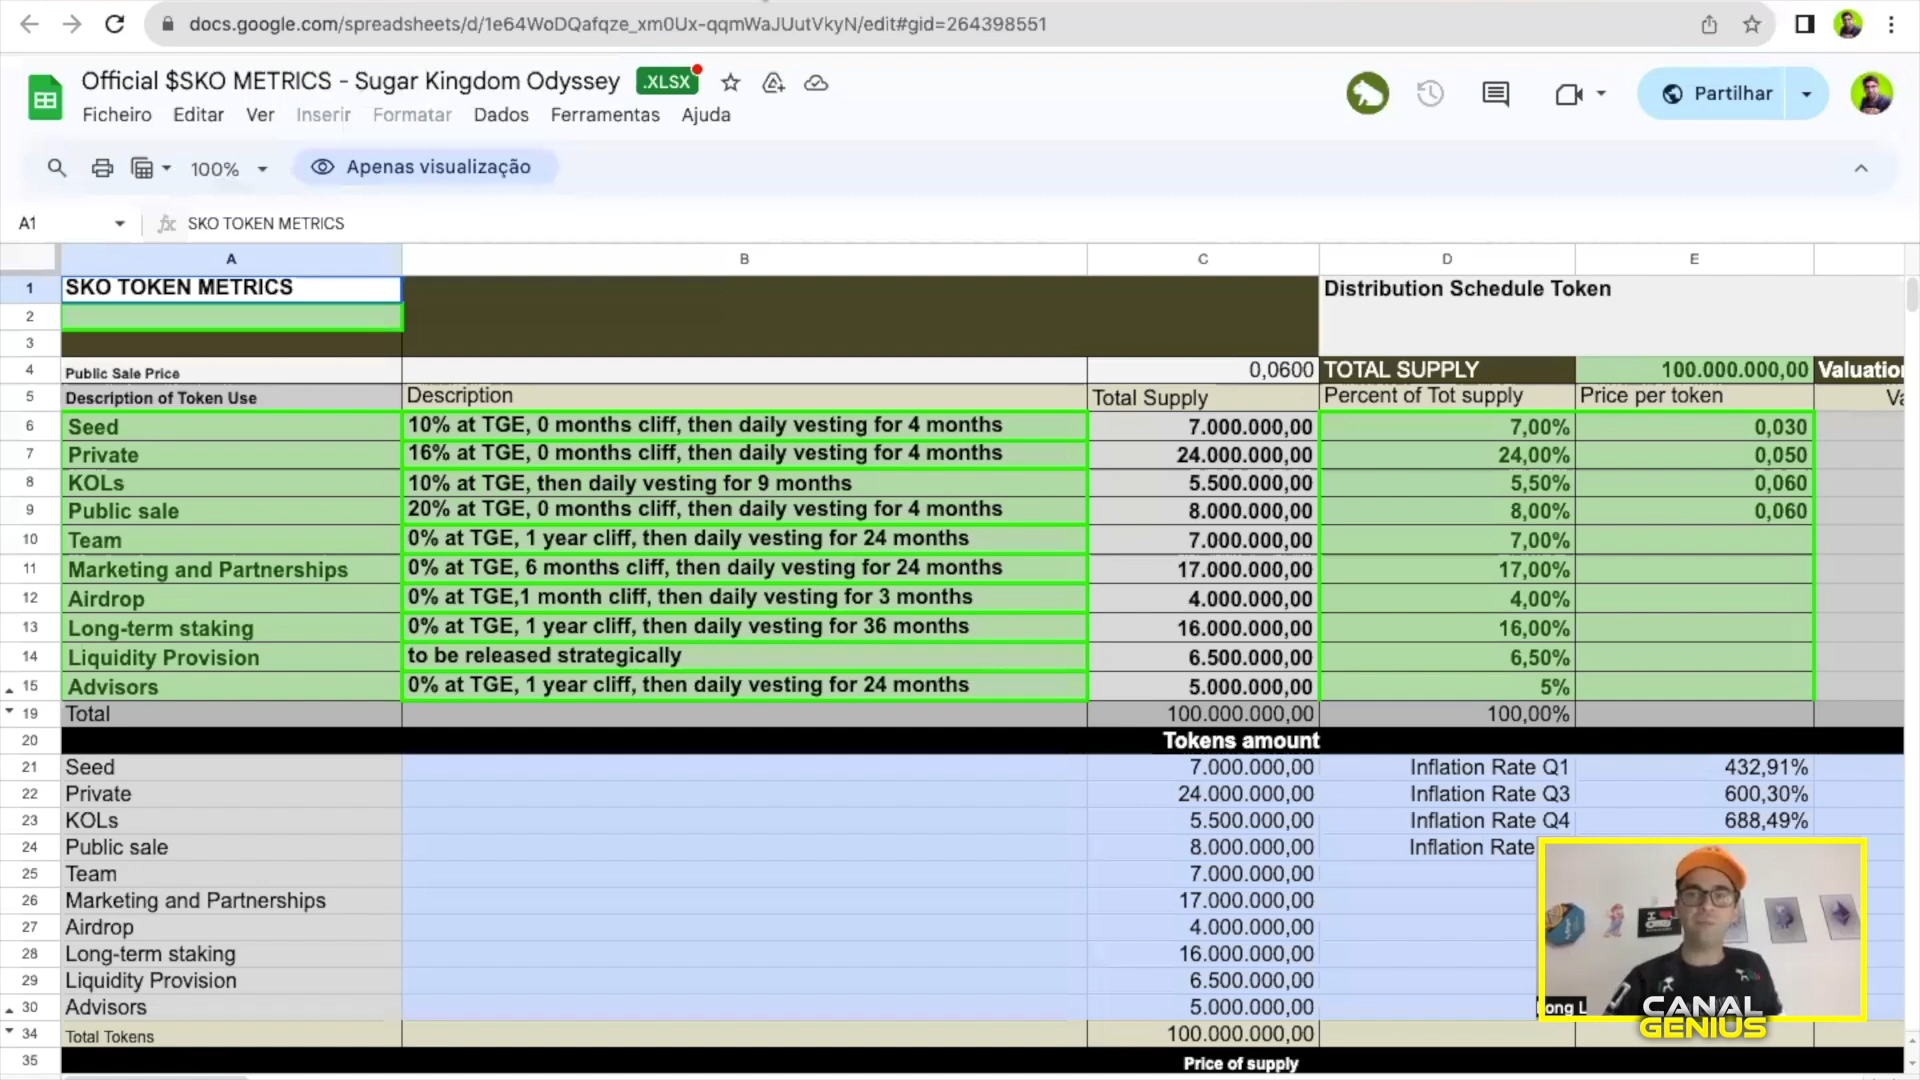 docs.google.com/spreadsheets/d/1e64WoDQafqze_xm0Ux-qqmWaJUutVkyN/edit#gid=264398551
Official $SKO METRICS - Sugar Kingdom Odyssey .XLSX
Ficheiro Editar Ver Inserir Formatar Dados Ferramentas Ajuda
Partilhar
100% Apenas visualização
A1 fx SKO TOKEN METRICS
A B C D E
1 SKO TOKEN METRICS Distribution Schedule Token
2
3
4 Public Sale Price 0,0600 TOTAL SUPPLY 100.000.000,00 Valuation
5 Description of Token Use Description Total Supply Percent of Tot supply Price per token Va
6 Seed 10% at TGE, 0 months cliff, then daily vesting for 4 months 7.000.000,00 7,00% 0,030
7 Private 16% at TGE, 0 months cliff, then daily vesting for 4 months 24.000.000,00 24,00% 0,050
8 KOLs 10% at TGE, then daily vesting for 9 months 5.500.000,00 5,50% 0,060
9 Public sale 20% at TGE, 0 months cliff, then daily vesting for 4 months 8.000.000,00 8,00% 0,060
10 Team 0% at TGE, 1 year cliff, then daily vesting for 24 months 7.000.000,00 7,00%
11 Marketing and Partnerships 0% at TGE, 6 months cliff, then daily vesting for 24 months 17.000.000,00 17,00%
12 Airdrop 0% at TGE,1 month cliff, then daily vesting for 3 months 4.000.000,00 4,00%
13 Long-term staking 0% at TGE, 1 year cliff, then daily vesting for 36 months 16.000.000,00 16,00%
14 Liquidity Provision to be released strategically 6.500.000,00 6,50%
15 Advisors 0% at TGE, 1 year cliff, then daily vesting for 24 months 5.000.000,00 5%
19 Total 100.000.000,00 100,00%
20 Tokens amount
21 Seed 7.000.000,00 Inflation Rate Q1 432,91%
22 Private 24.000.000,00 Inflation Rate Q3 600,30%
23 KOLs 5.500.000,00 Inflation Rate Q4 688,49%
24 Public sale 8.000.000,00 Inflation Rate
25 Team 7.000.000,00
26 Marketing and Partnerships 17.000.000,00
27 Airdrop 4.000.000,00
28 Long-term staking 16.000.000,00
29 Liquidity Provision 6.500.000,00
30 Advisors 5.000.000,00
34 Total Tokens 100.000.000,00
35 Price of supply
ong L
CANAL
GENIUS